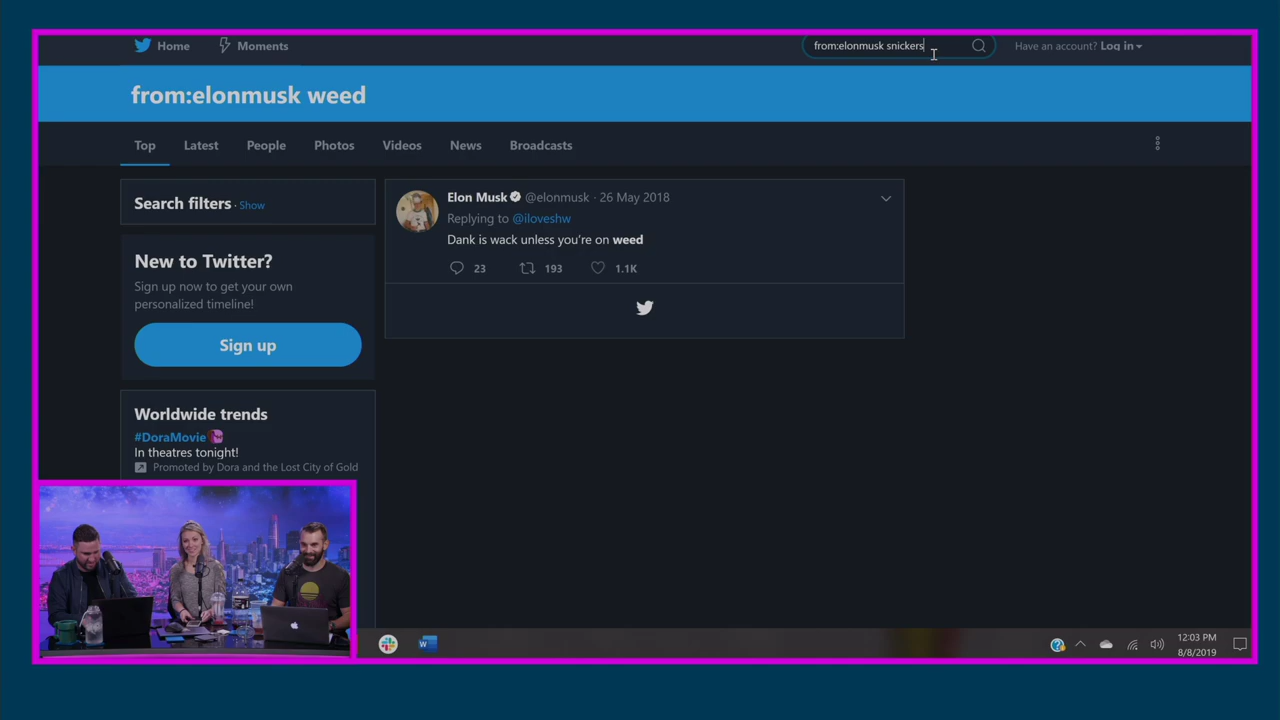 Home
Moments
from:elonmusk snickers
Have an account? Log in
from:elonmusk weed
Top
Latest
People
Photos
Videos
News
Broadcasts
Search filters · Show
New to Twitter?
Sign up now to get your own
personalized timeline!
Sign up
Worldwide trends
#DoraMovie
In theatres tonight!
Promoted by Dora and the Lost City of Gold
Elon Musk @elonmusk · 26 May 2018
Replying to @iloveshw
Dank is wack unless you're on weed
23
193
1.1K
W
12:03 PM
8/8/2019